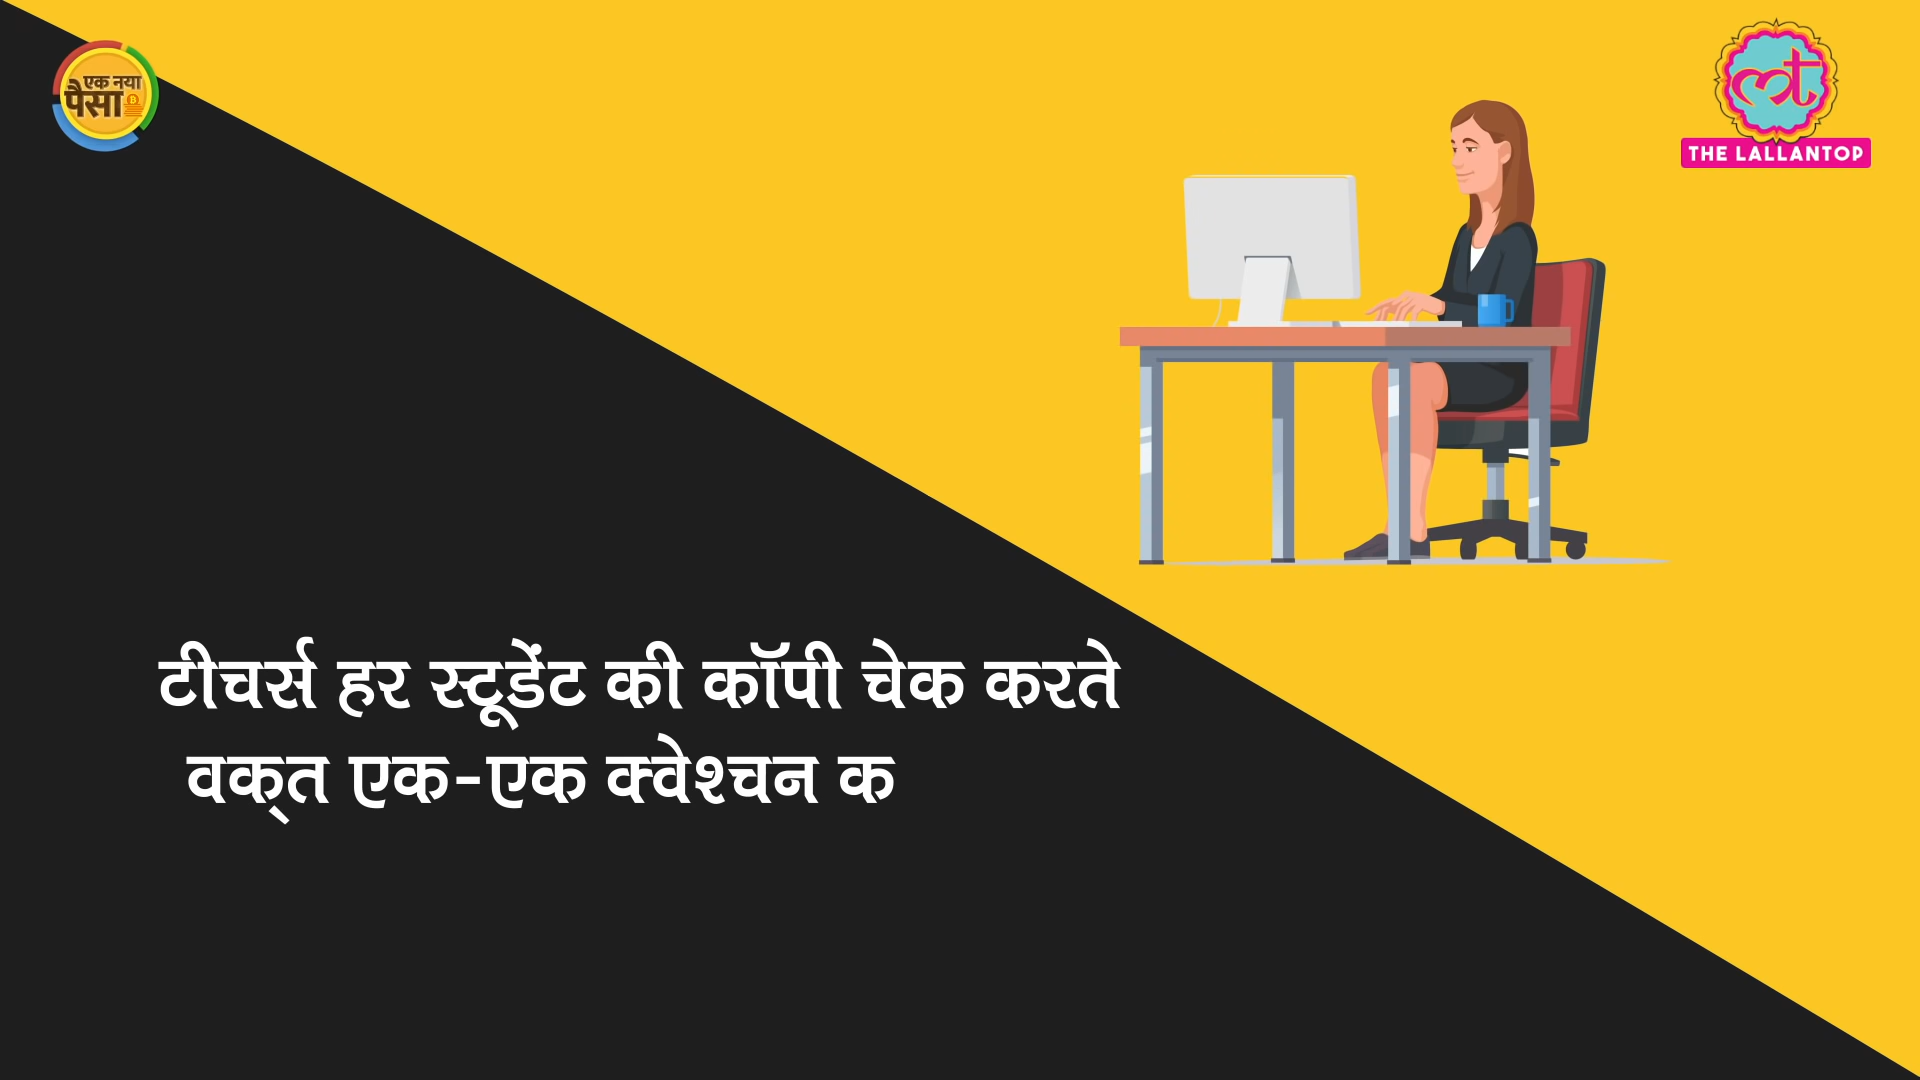 एक नया
पैसा
THE LALLANTOP
टीचर्स हर स्टूडेंट की कॉपी चेक करते
वक्त एक-एक क्वेश्चन क